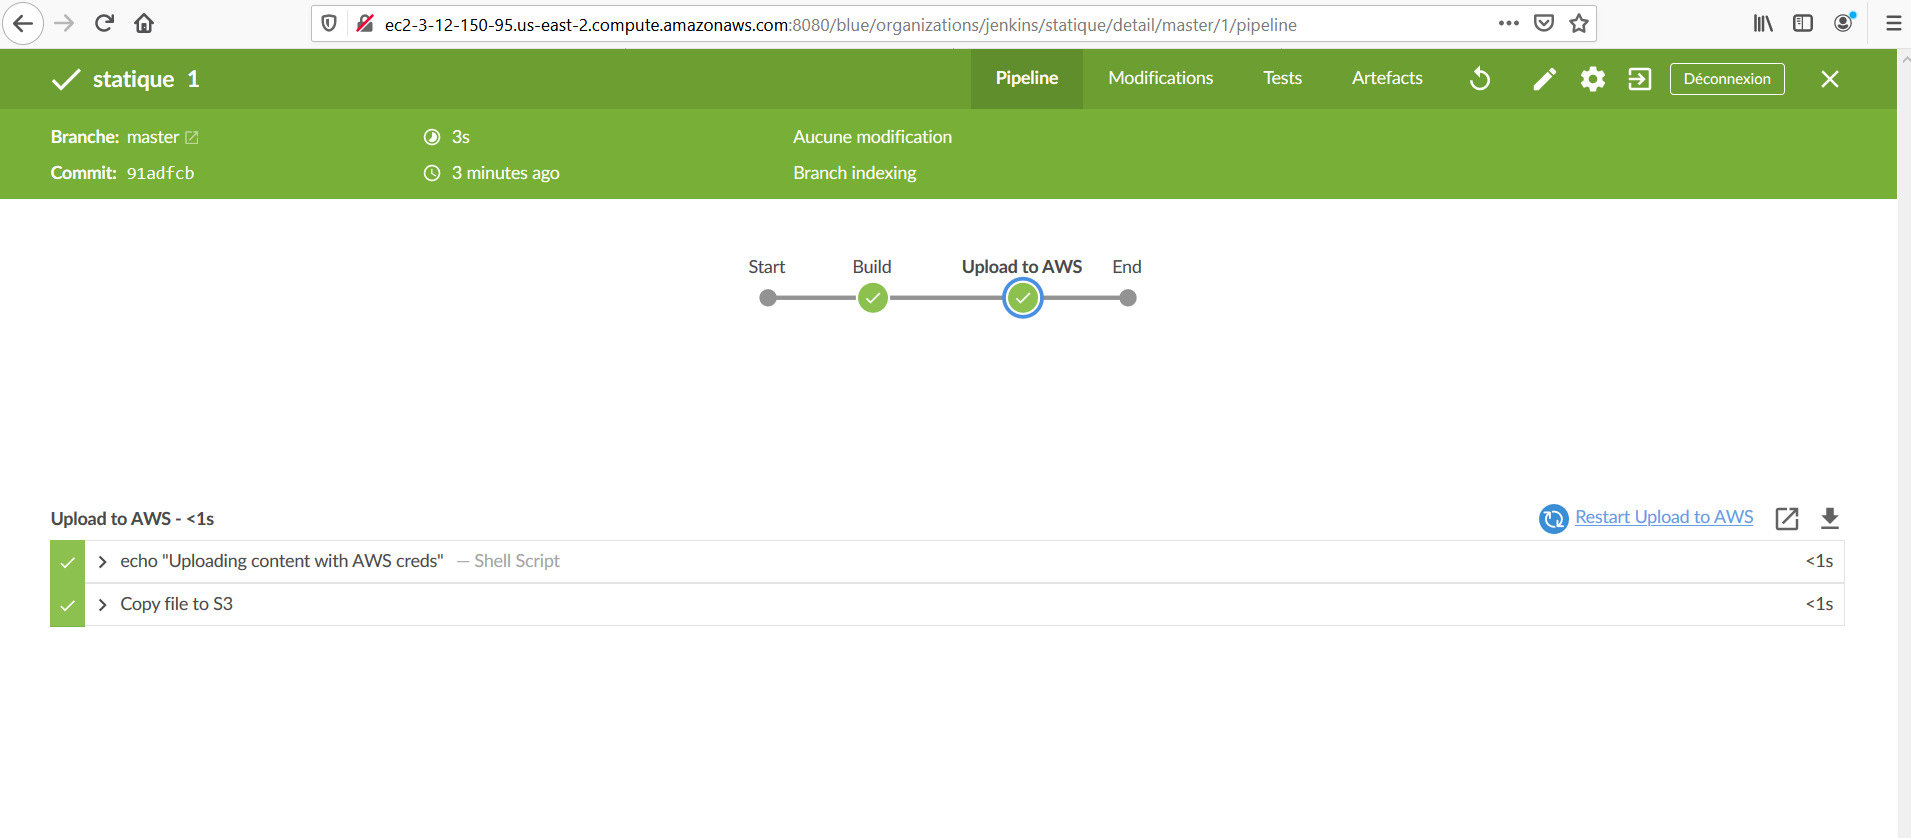 ec2-3-12-150-95.us-east-2.compute.amazonaws.com:8080/blue/organizations/jenkins/statique/detail/master/1/pipeline
statique 1
Pipeline Modifications Tests Artefacts Déconnexion
Branche: master 3s Aucune modification
Commit: 91adfcb 3 minutes ago Branch indexing
Start Build Upload to AWS End
Upload to AWS - <1s Restart Upload to AWS
echo "Uploading content with AWS creds" — Shell Script <1s
Copy file to S3 <1s